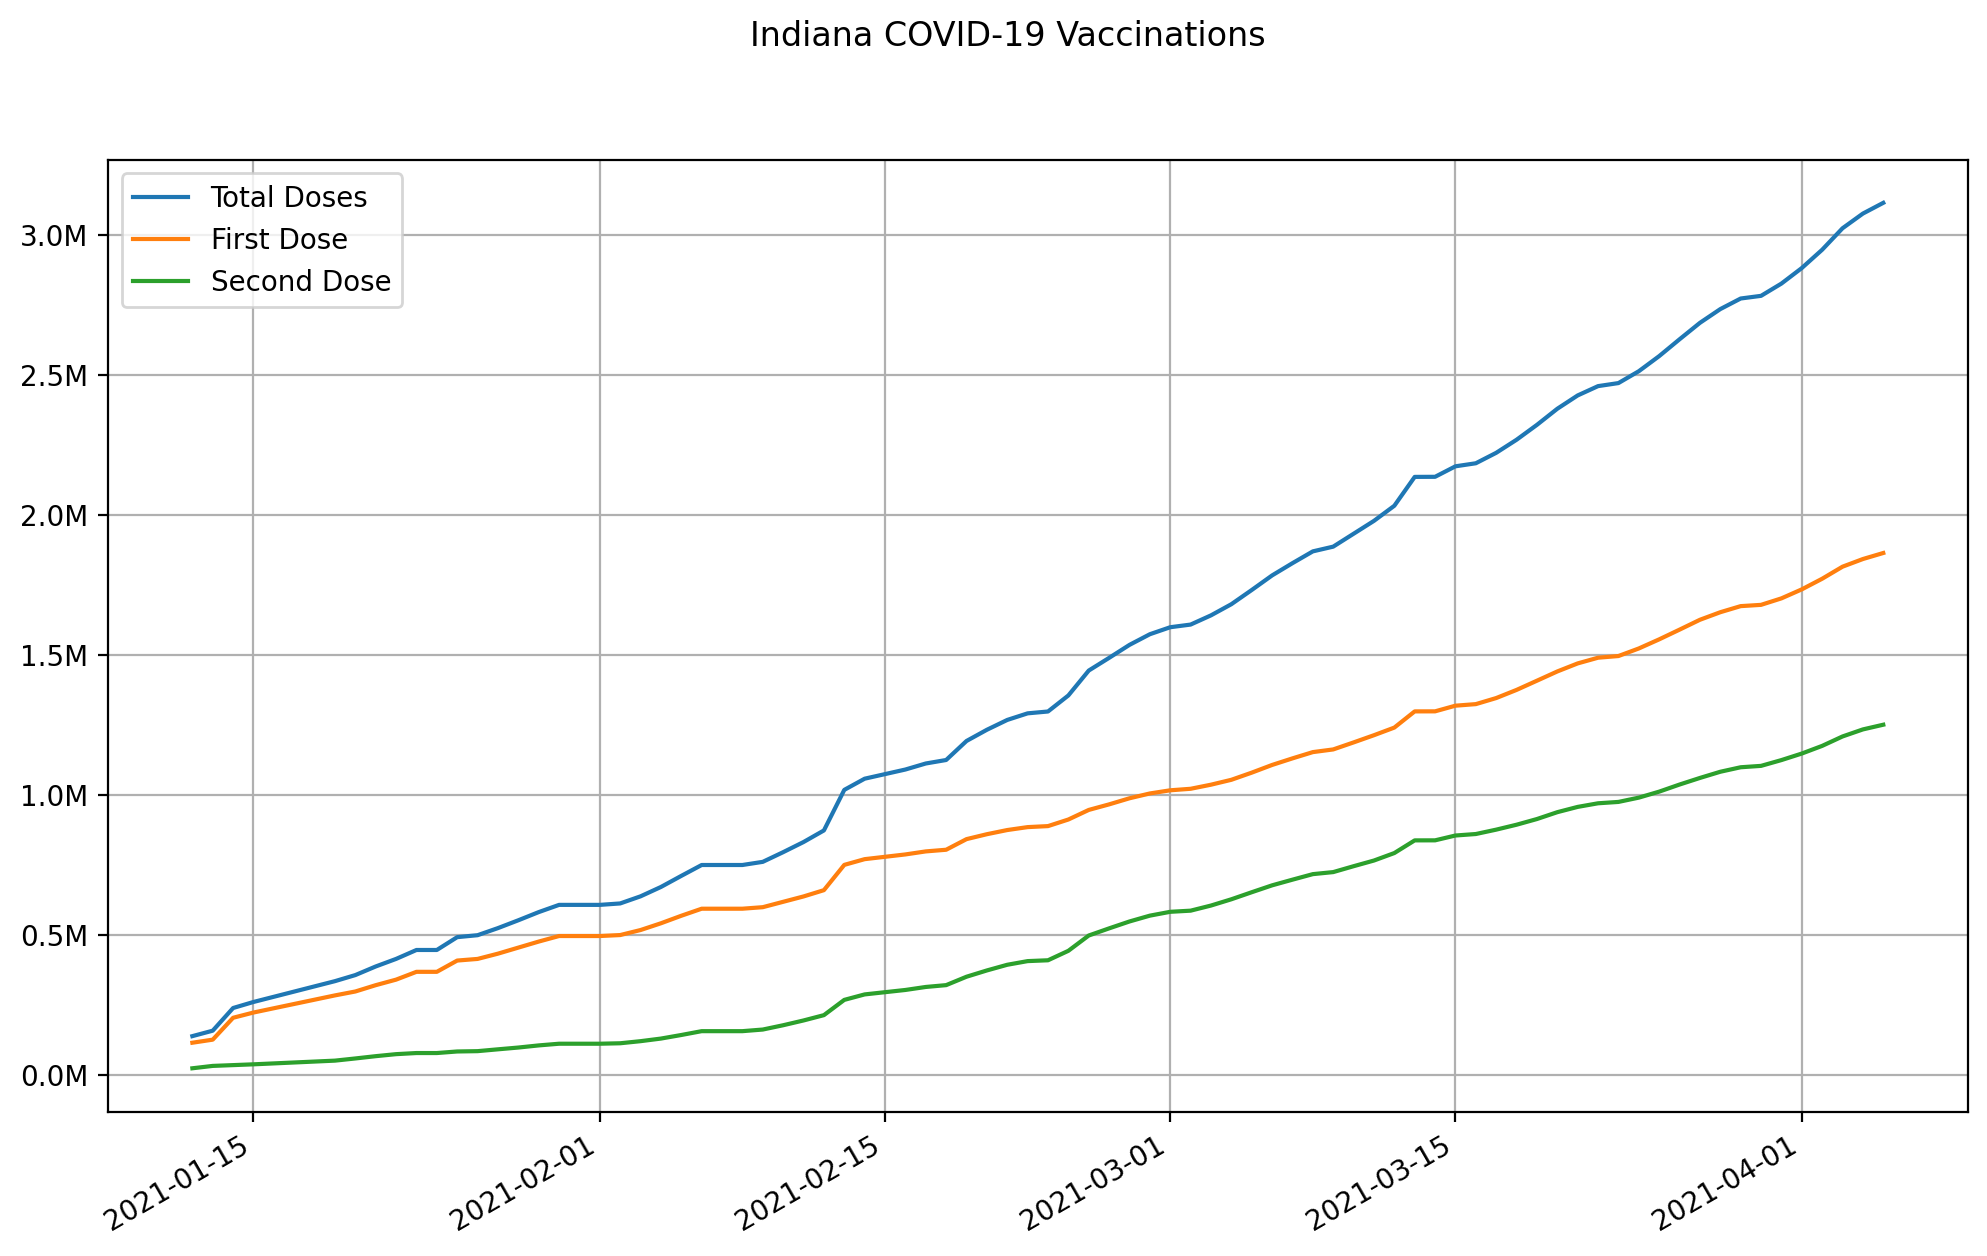 Indiana COVID-19 Vaccinations
Total Doses
First Dose
Second Dose
3.0M
2.5M
2.0M
1.5M
1.0M
0.5M
0.0M
2021-01-15
2021-02-01
2021-02-15
2021-03-01
2021-03-15
2021-04-01